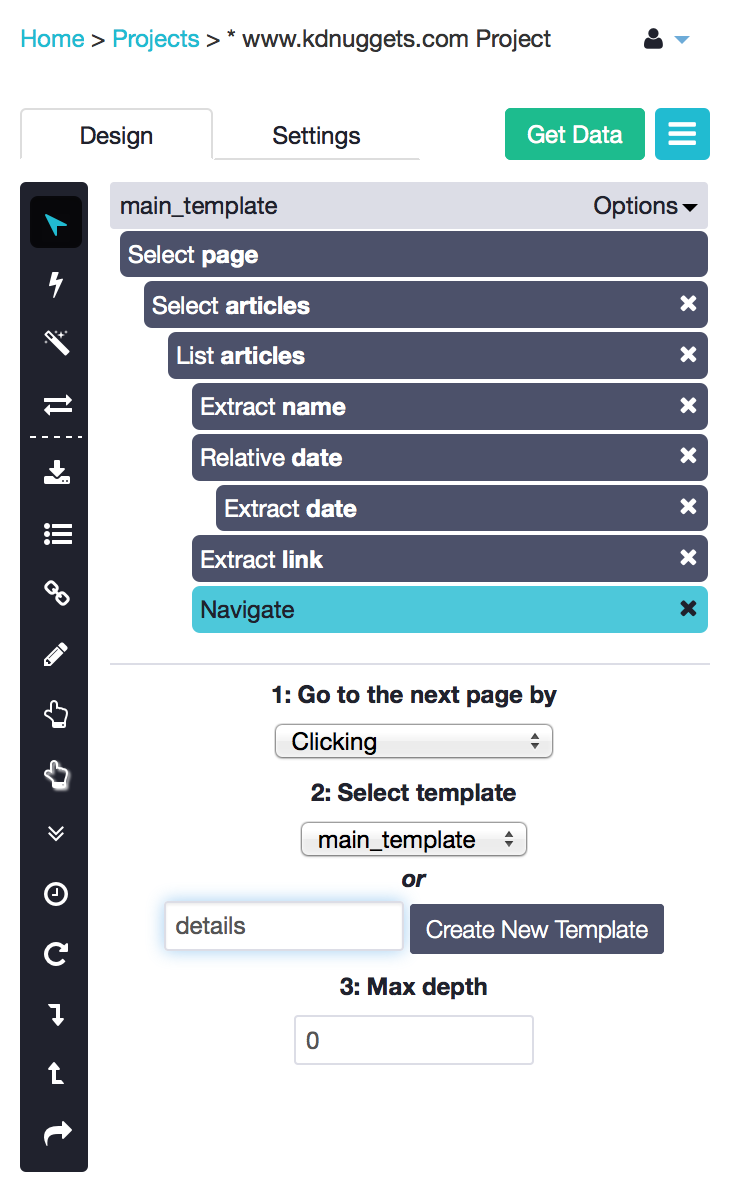 Home > Projects > * www.kdnuggets.com Project
Design Settings Get Data
main_template Options
Select page
Select articles
List articles
Extract name
Relative date
Extract date
Extract link
Navigate
1: Go to the next page by
Clicking
2: Select template
main_template
or
details Create New Template
3: Max depth
0